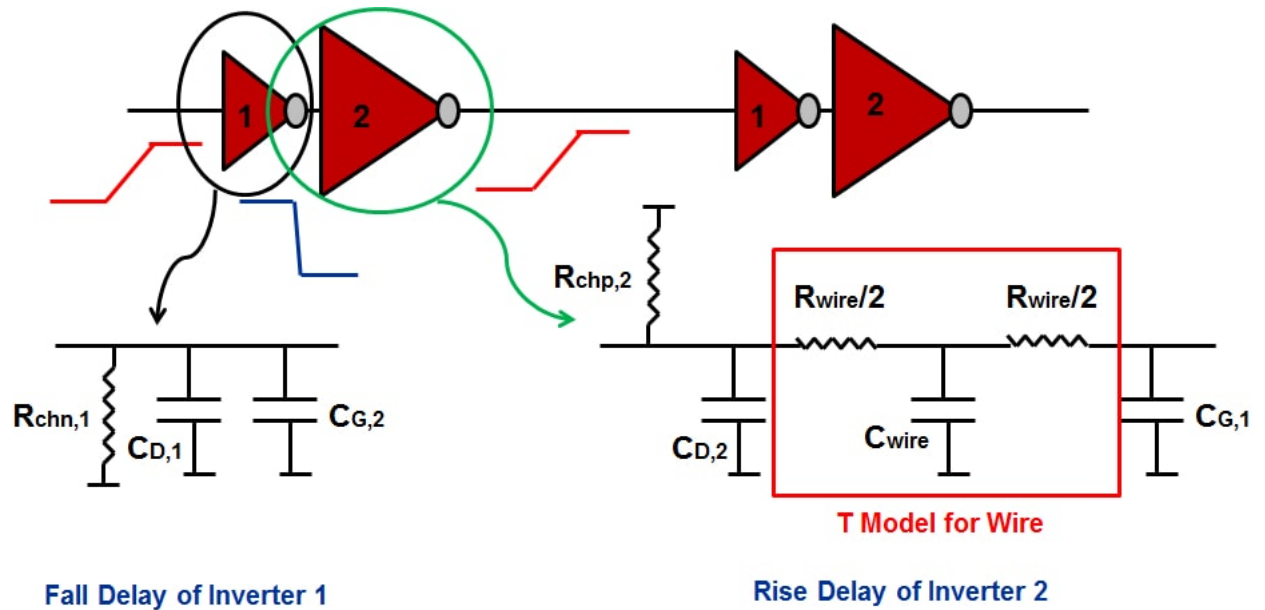 1
2
1
2
Rchp,2
Rwire/2
Rwire/2
Rchn,1
CD,1
CG,2
CD,2
Cwire
CG,1
T Model for Wire
Fall Delay of Inverter 1
Rise Delay of Inverter 2